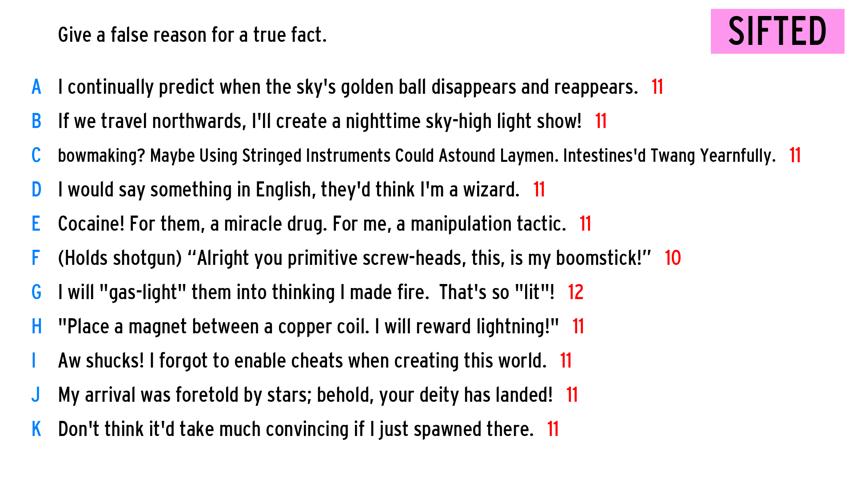 Give a false reason for a true fact.
SIFTED
A I continually predict when the sky's golden ball disappears and reappears. 11
B If we travel northwards, I'll create a nighttime sky-high light show! 11
C bowmaking? Maybe Using Stringed Instruments Could Astound Laymen. Intestines'd Twang Yearnfully. 11
D I would say something in English, they'd think I'm a wizard. 11
E Cocaine! For them, a miracle drug. For me, a manipulation tactic. 11
F (Holds shotgun) “Alright you primitive screw-heads, this, is my boomstick!” 10
G I will "gas-light" them into thinking I made fire. That's so "lit"! 12
H "Place a magnet between a copper coil. I will reward lightning!" 11
I Aw shucks! I forgot to enable cheats when creating this world. 11
J My arrival was foretold by stars; behold, your deity has landed! 11
K Don't think it'd take much convincing if I just spawned there. 11